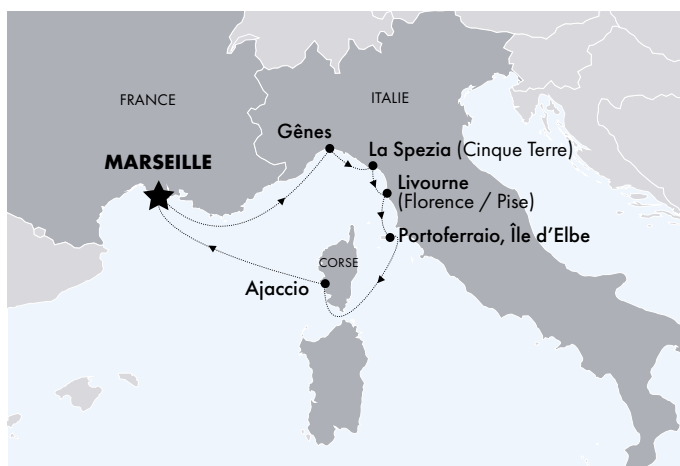 FRANCE
ITALIE
Gênes
La Spezia (Cinque Terre)
MARSEILLE
Livourne
(Florence / Pise)
Portoferraio, Île d'Elbe
CORSE
Ajaccio